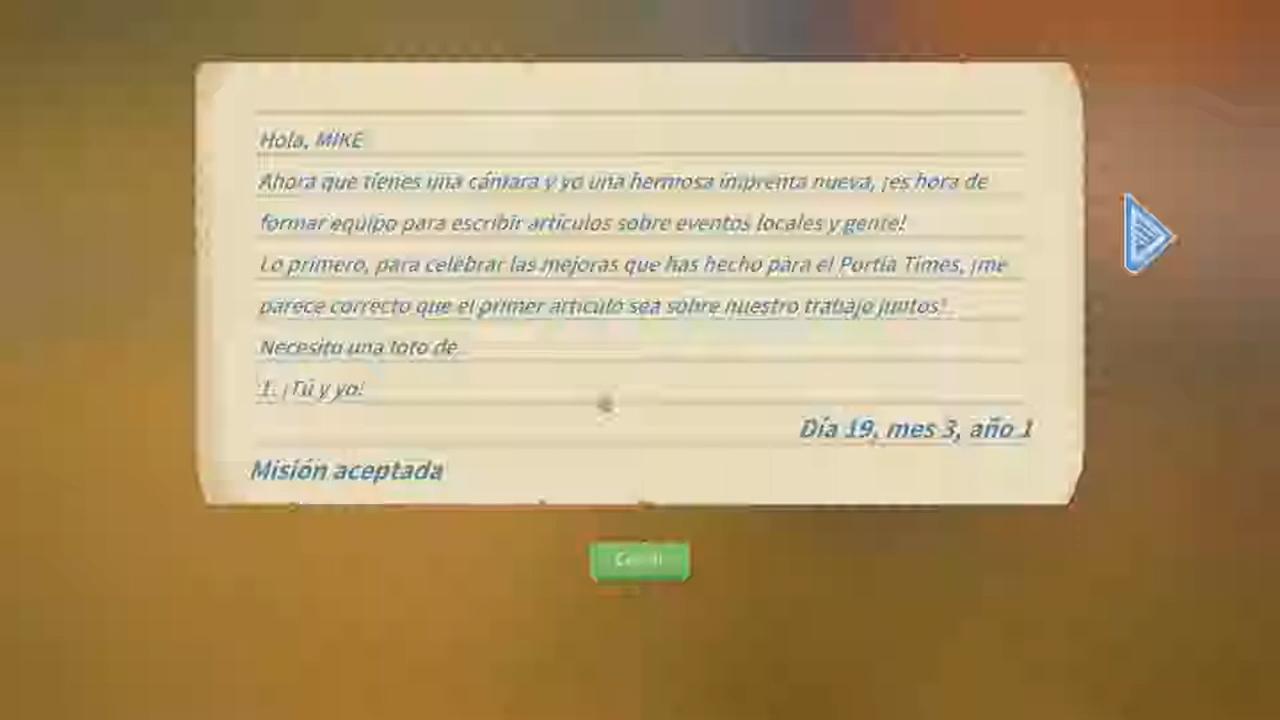 Hola, MIKE
Ahora que tienes una cámara y yo una hermosa imprenta nueva, ¡es hora de
formar equipo para escribir artículos sobre eventos locales y gente!
Lo primero, para celebrar las mejoras que has hecho para el Portia Times, ¡me
parece correcto que el primer artículo sea sobre nuestro trabajo juntos!
Necesito una foto de
1. ¡Tú y yo!
Día 19, mes 3, año 1
Misión aceptada